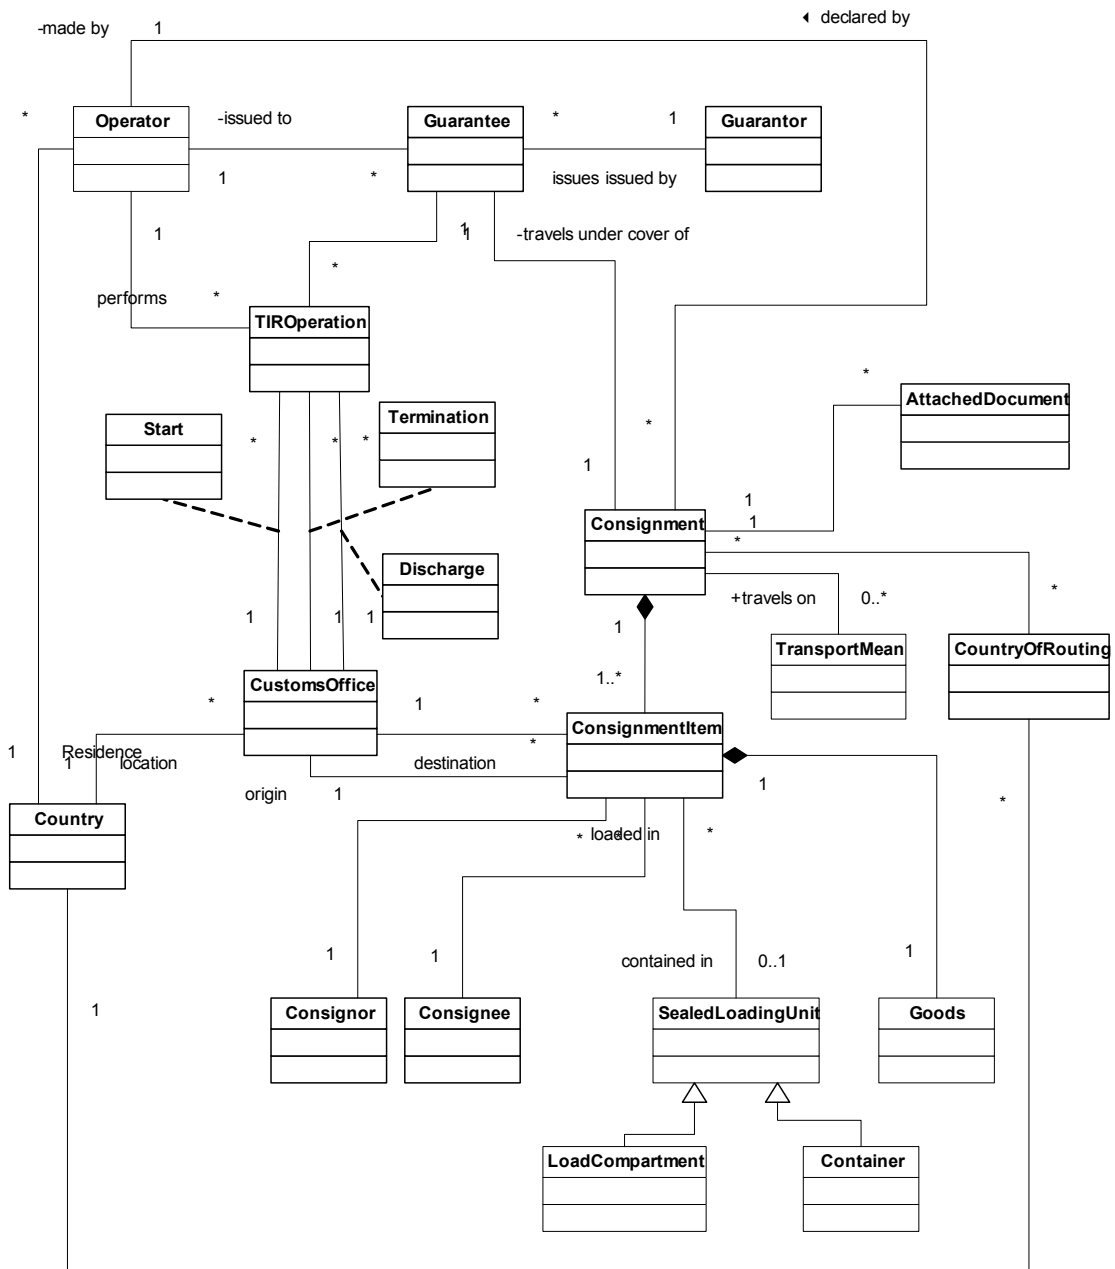 ◄ declared by
-made by 1
* Operator -issued to Guarantee * 1 Guarantor
1 * issues issued by
1 1 1 -travels under cover of
*
performs *
TIROperation
* AttachedDocument
Start Termination *
* * *
1
1
Consignment 1
*
Discharge
+travels on 0..* *
1 1 1 1
TransportMean CountryOfRouting
CustomsOffice 1..*
* 1 * ConsignmentItem
*
1 Residence
1 location destination
1
origin 1
*
Country
* * loaded in *
1 1 1
contained in 0..1
1
Consignor Consignee SealedLoadingUnit Goods
LoadCompartment Container